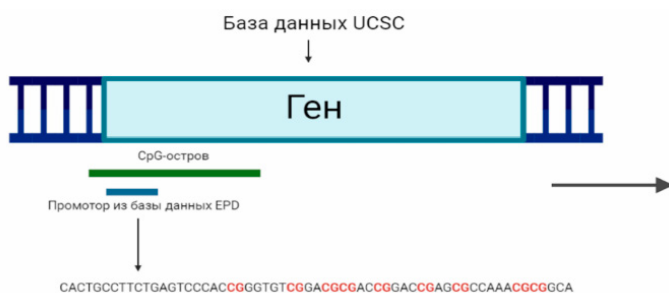 База данных UCSC
Ген
CpG-остров
Промотор из базы данных EPD
CACTGCCTTCTGAGTCCCACCGGGTGTCGGACGCGACCGGACCGAGCGCCAAACGCGGCA